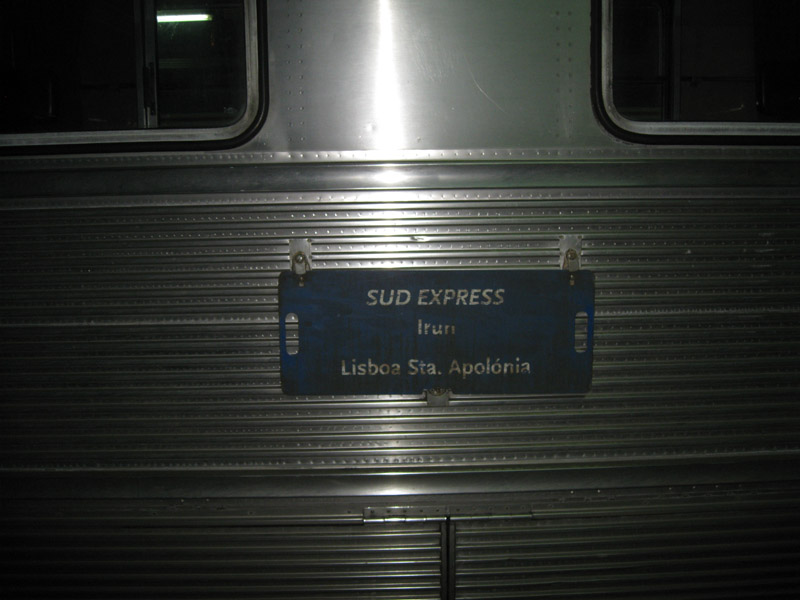 SUD EXPRESS
Irun
Lisboa Sta. Apolónia